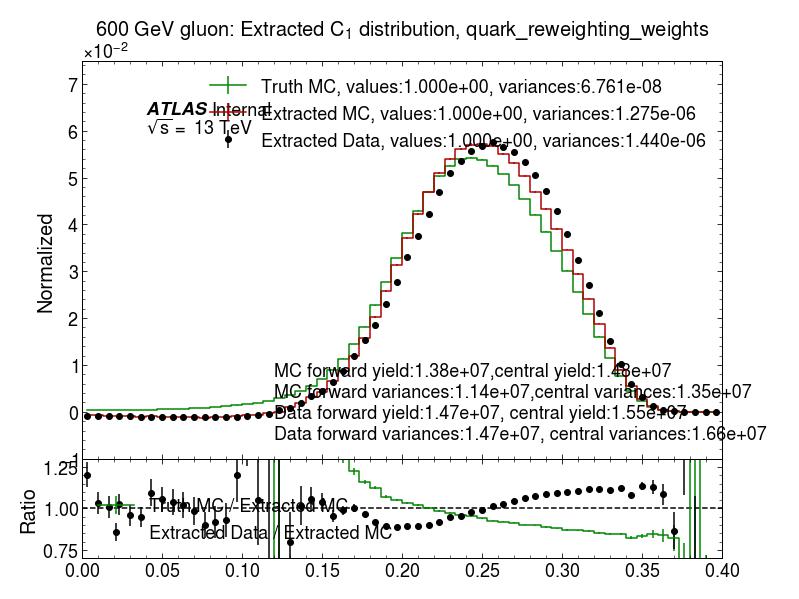 600 GeV gluon: Extracted C₁ distribution, quark_reweighting_weights
×10⁻²
Truth MC, values:1.000e+00, variances:6.761e-08
ATLAS Internal
Extracted MC, values:1.000e+00, variances:1.275e-06
√s = 13 TeV
Extracted Data, values:1.000e+00, variances:1.440e-06
Normalized
7
6
5
4
3
2
1
0
−1
MC forward yield:1.38e+07,central yield:1.48e+07
MC forward variances:1.14e+07,central variances:1.35e+07
Data forward yield:1.47e+07, central yield:1.55e+07
Data forward variances:1.47e+07, central variances:1.66e+07
Ratio
1.25
1.00
0.75
Truth MC / Extracted MC
Extracted Data / Extracted MC
0.00 0.05 0.10 0.15 0.20 0.25 0.30 0.35 0.40